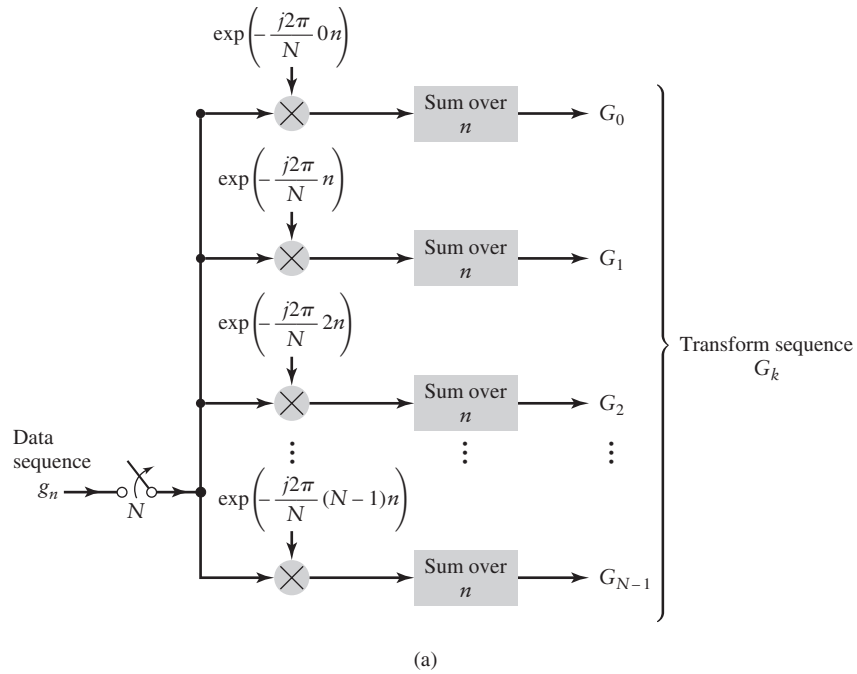 exp(− j2π/N 0n)
Sum over
n
G₀
exp(− j2π/N n)
Sum over
n
G₁
exp(− j2π/N 2n)
Sum over
n
G₂
Transform sequence
Gₖ
Data
sequence
gₙ
N
⋮ ⋮ ⋮
exp(− j2π/N (N − 1)n)
Sum over
n
G_{N−1}
(a)